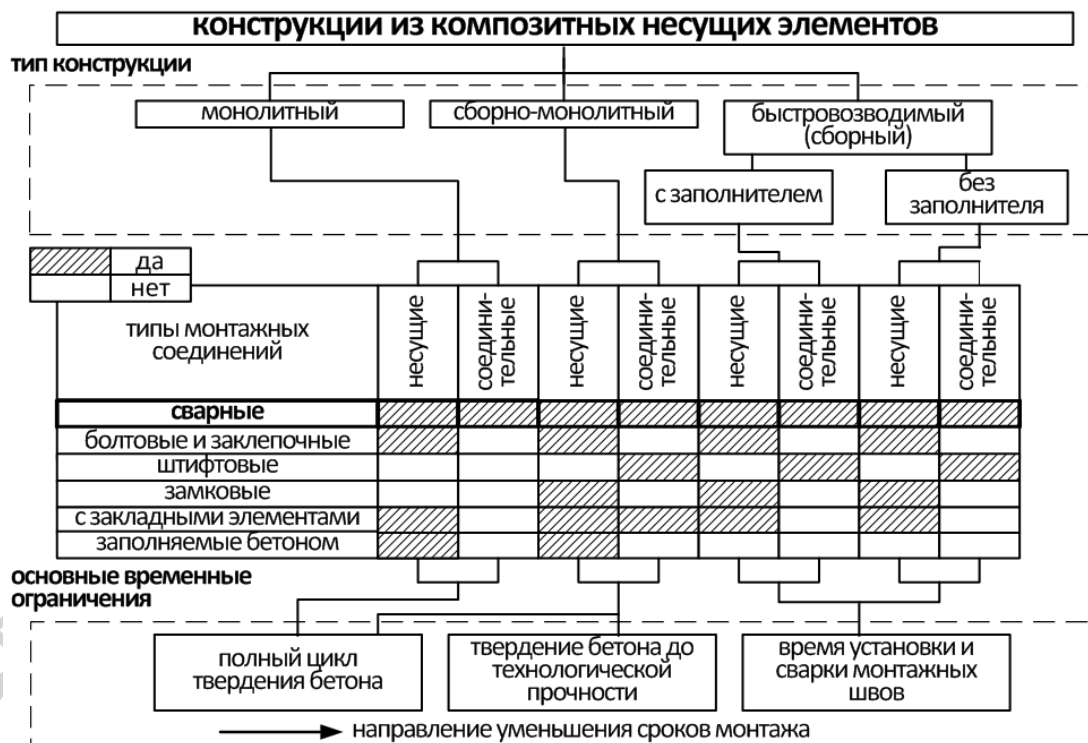 конструкции из композитных несущих элементов
тип конструкции
монолитный
сборно-монолитный
быстровозводимый
(сборный)
с заполнителем
без
заполнителя
да
нет
типы монтажных
соединений
несущие
соедини-
тельные
несущие
соедини-
тельные
несущие
соедини-
тельные
несущие
соедини-
тельные
сварные
болтовые и заклепочные
штифтовые
замковые
с закладными элементами
заполняемые бетоном
основные временные
ограничения
полный цикл
твердения бетона
твердение бетона до
технологической
прочности
время установки и
сварки монтажных
швов
направление уменьшения сроков монтажа